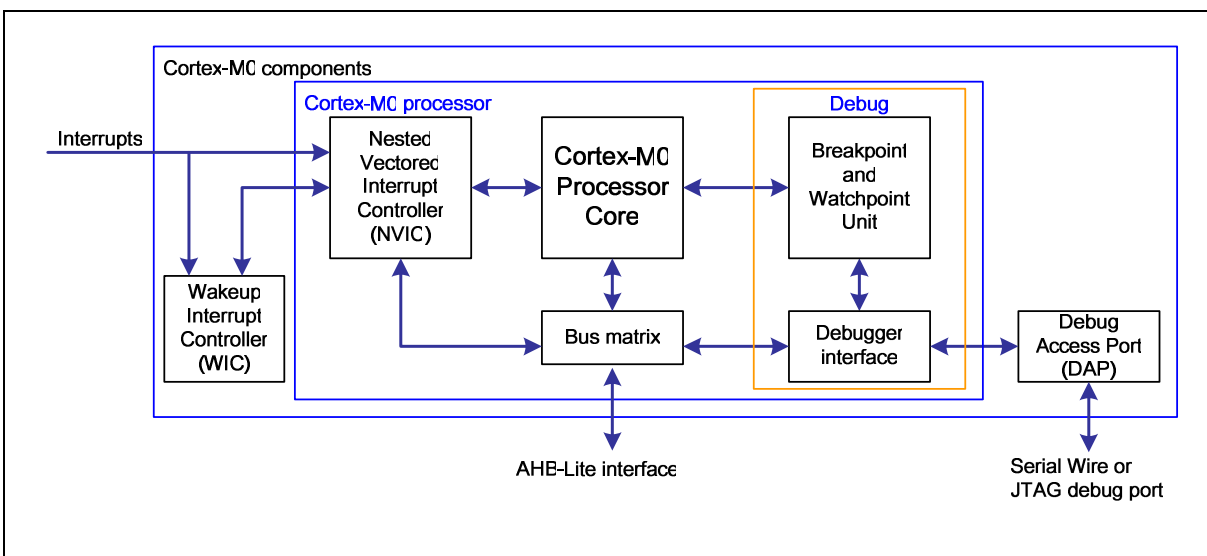 Cortex-M0 components
Cortex-M0 processor
Debug
Interrupts
Nested
Vectored
Interrupt
Controller
(NVIC)
Cortex-M0
Processor
Core
Breakpoint
and
Watchpoint
Unit
Wakeup
Interrupt
Controller
(WIC)
Bus matrix
Debugger
interface
Debug
Access Port
(DAP)
AHB-Lite interface
Serial Wire or
JTAG debug port